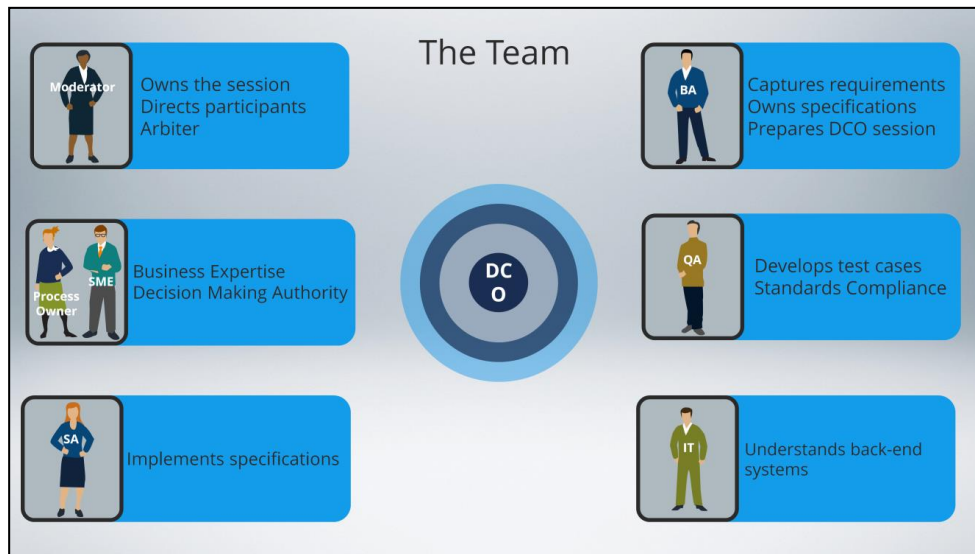 The Team
Moderator
Owns the session
Directs participants
Arbiter
BA
Captures requirements
Owns specifications
Prepares DCO session
Process
Owner
SME
Business Expertise
Decision Making Authority
DC
O
QA
Develops test cases
Standards Compliance
SA
Implements specifications
IT
Understands back-end
systems